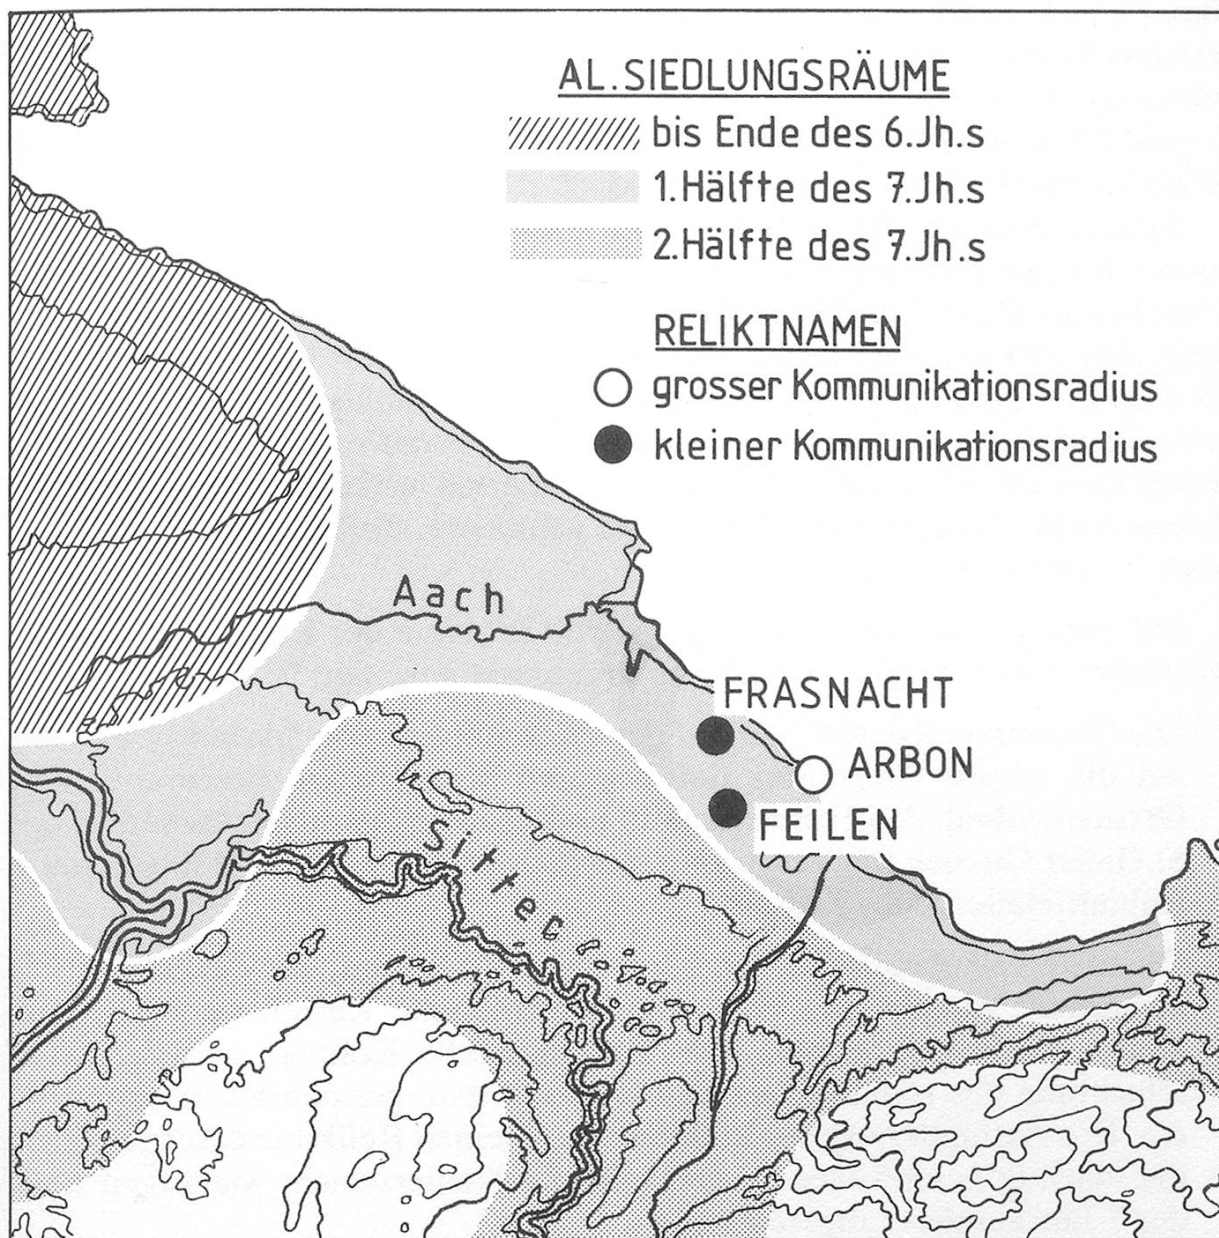 AL.SIEDLUNGSRÄUME
bis Ende des 6.Jh.s
1.Hälfte des 7.Jh.s
2.Hälfte des 7.Jh.s
RELIKTNAMEN
grosser Kommunikationsradius
kleiner Kommunikationsradius
Aach
FRASNACHT
ARBON
FEILEN
Sitter